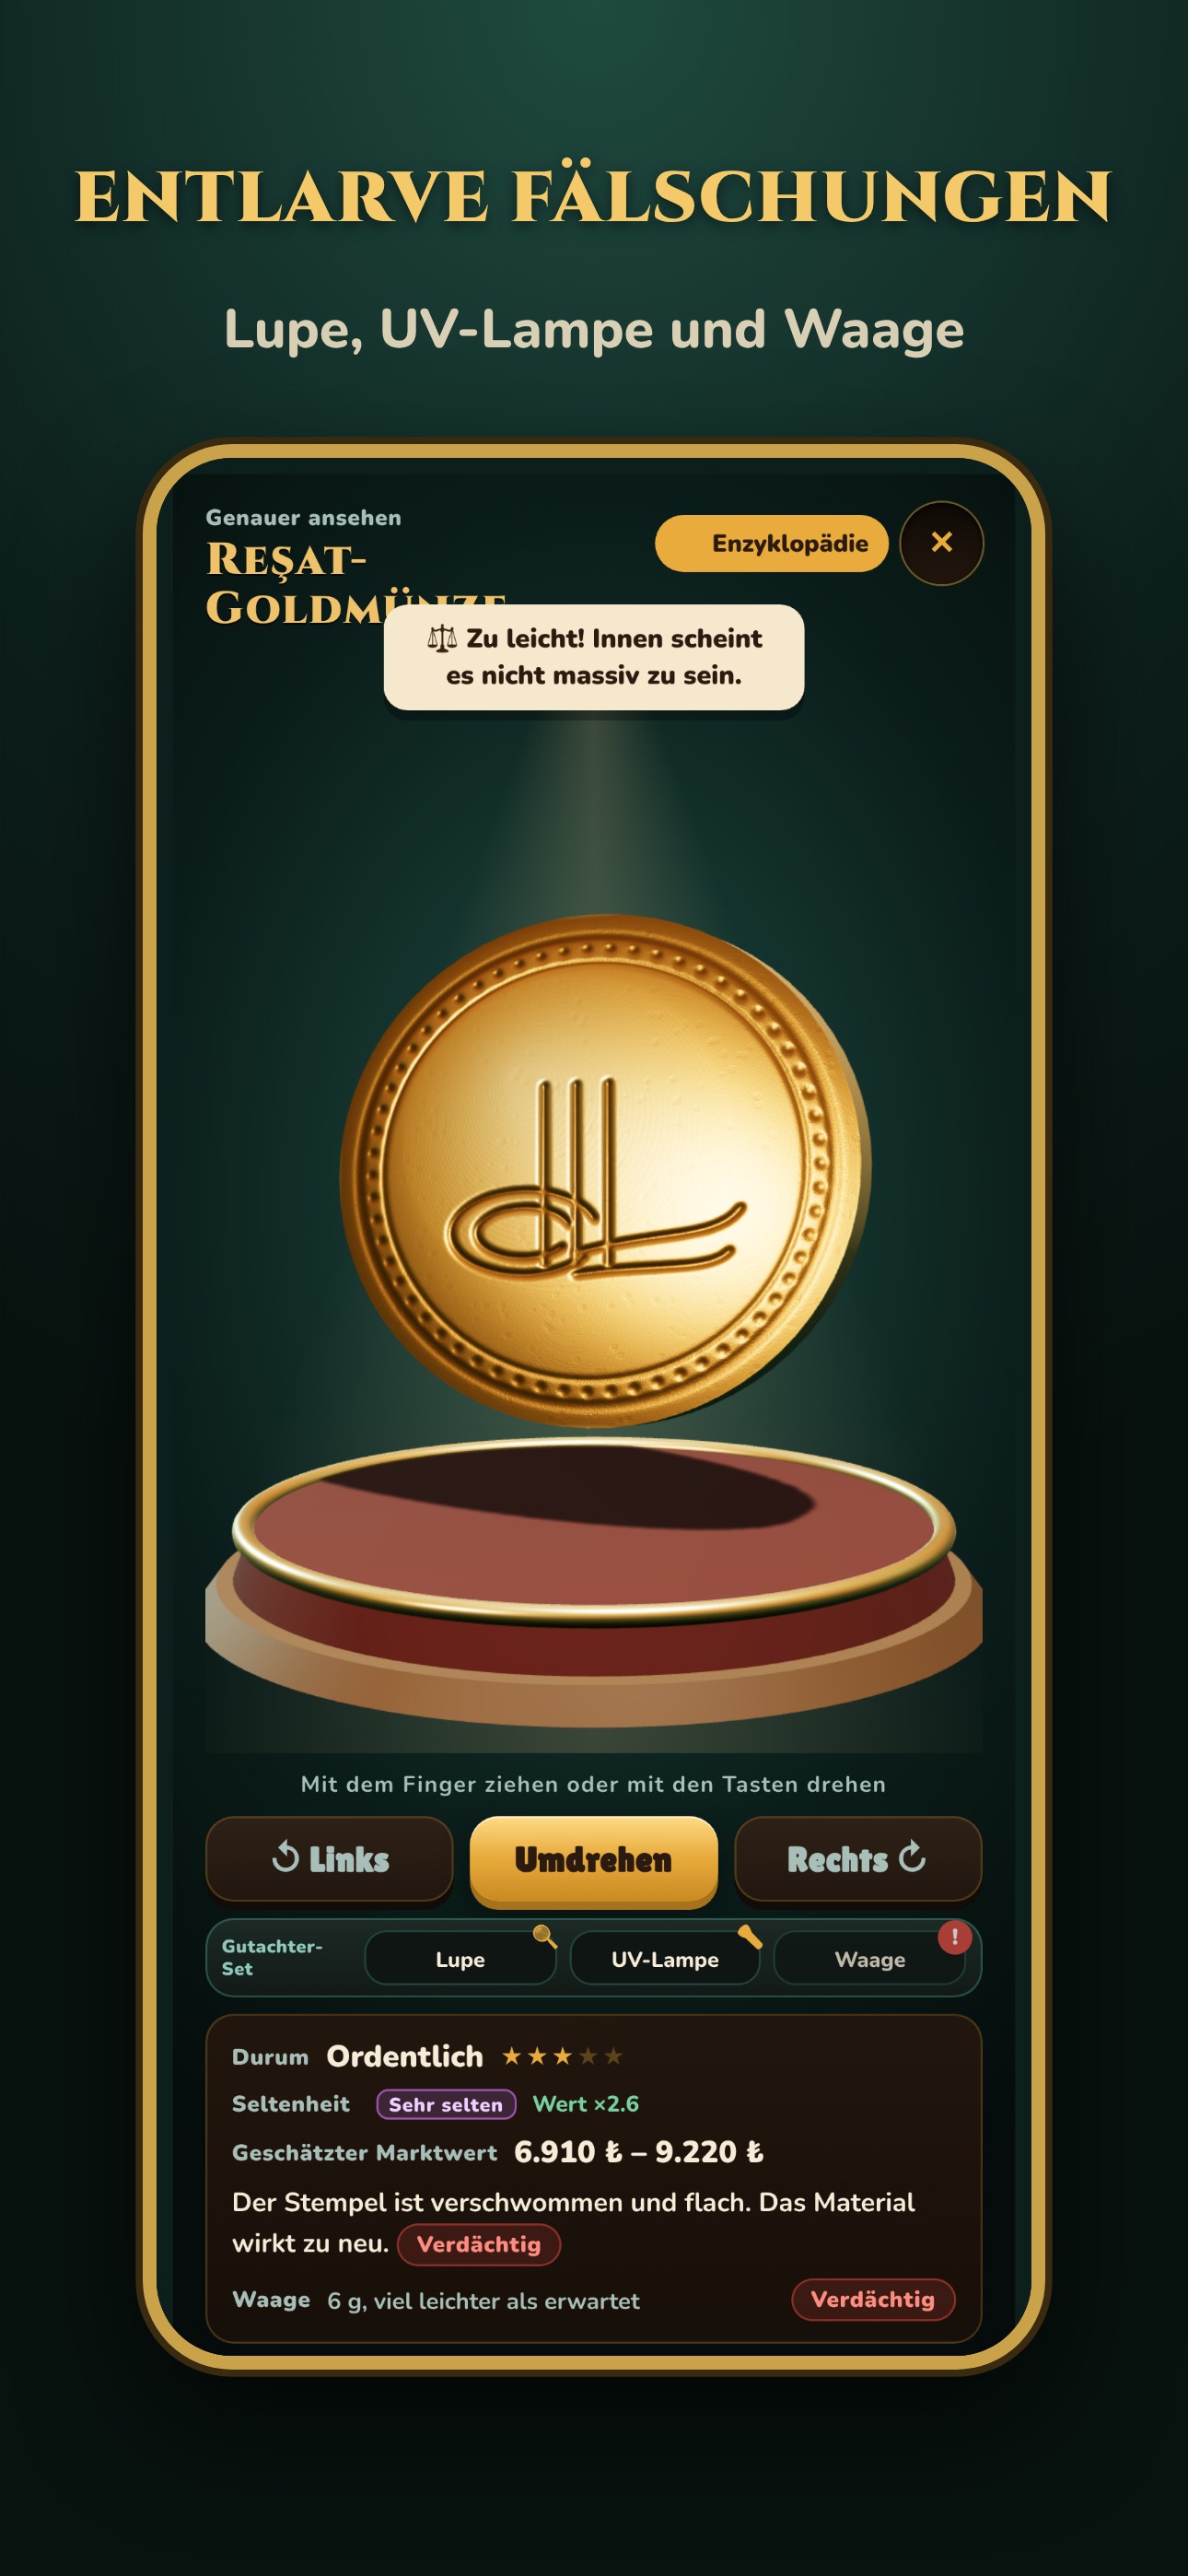 ENTLARVE FÄLSCHUNGEN
Lupe, UV-Lampe und Waage
Genauer ansehen
Enzyklopädie
×
REŞAT-
GOLDMÜNZE
⚖ Zu leicht! Innen scheint
es nicht massiv zu sein.
Mit dem Finger ziehen oder mit den Tasten drehen
↺ Links
Umdrehen
Rechts ↻
Gutachter-
Set
Lupe
UV-Lampe
Waage
!
Durum Ordentlich ★★★★★
Seltenheit Sehr selten Wert ×2.6
Geschätzter Marktwert 6.910 ₺ – 9.220 ₺
Der Stempel ist verschwommen und flach. Das Material
wirkt zu neu. Verdächtig
Waage 6 g, viel leichter als erwartet Verdächtig